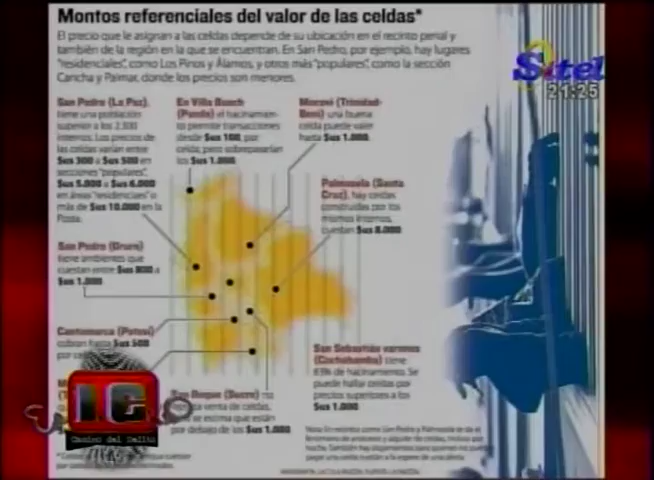 Montos referenciales del valor de las celdas*
El precio que le asignan a las celdas depende de su ubicación en el recinto penal y
también de la región en la que se encuentran. En San Pedro, por ejemplo, hay lugares
"residenciales", como Los Pinos y Álamos, y otros más "populares", como la sección
Cancha y Palmar, donde los precios son menores.
Sitel
21:25
San Pedro (La Paz),
tiene una población
superior a los 2.300
internos. Los precios de
las celdas varían entre
$us 300 a $us 500 en
secciones "populares",
$us 5.000 a $us 6.000
en áreas "residenciales" o
más de $us 10.000 en la
Posta.
En Villa Busch
(Pando) el hacinamien-
to permite transacciones
desde $us 100, por
celda, pero sobrepasarían
los $us 1.000
Mocoví (Trinidad-
Beni) una buena
celda puede valer
hasta $us 1.000.
Palmasola (Santa
Cruz), hay celdas
construidas por los
mismos internos,
cuestan $us 8.000
San Pedro (Oruro)
tiene ambientes que
cuestan entre $us 800 a
$us 1.000
Cantumarca (Potosí)
cobran hasta $us 500
por
San Roque (Sucre) no
venta de celdas,
se estima que están
por debajo de los $us 1.000
San Sebastián varones
(Cochabamba) tiene
hacinamiento. Se
puede hallar celdas por
precios superiores a los
$us 1.000
IC
Camino del Delito